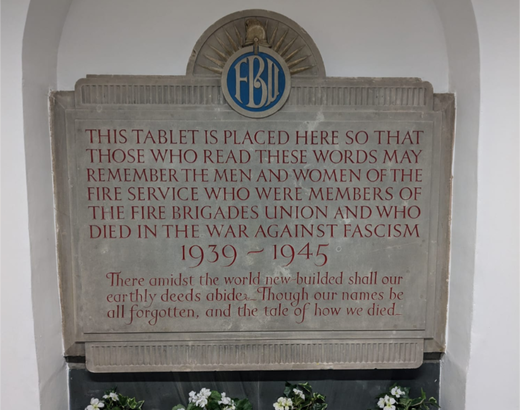 FBU
THIS TABLET IS PLACED HERE SO THAT
THOSE WHO READ THESE WORDS MAY
REMEMBER THE MEN AND WOMEN OF THE
FIRE SERVICE WHO WERE MEMBERS OF
THE FIRE BRIGADES UNION AND WHO
DIED IN THE WAR AGAINST FASCISM
1939 – 1945
There amidst the world new builded shall our
earthly deeds abide: Though our names be
all forgotten, and the tale of how we died.